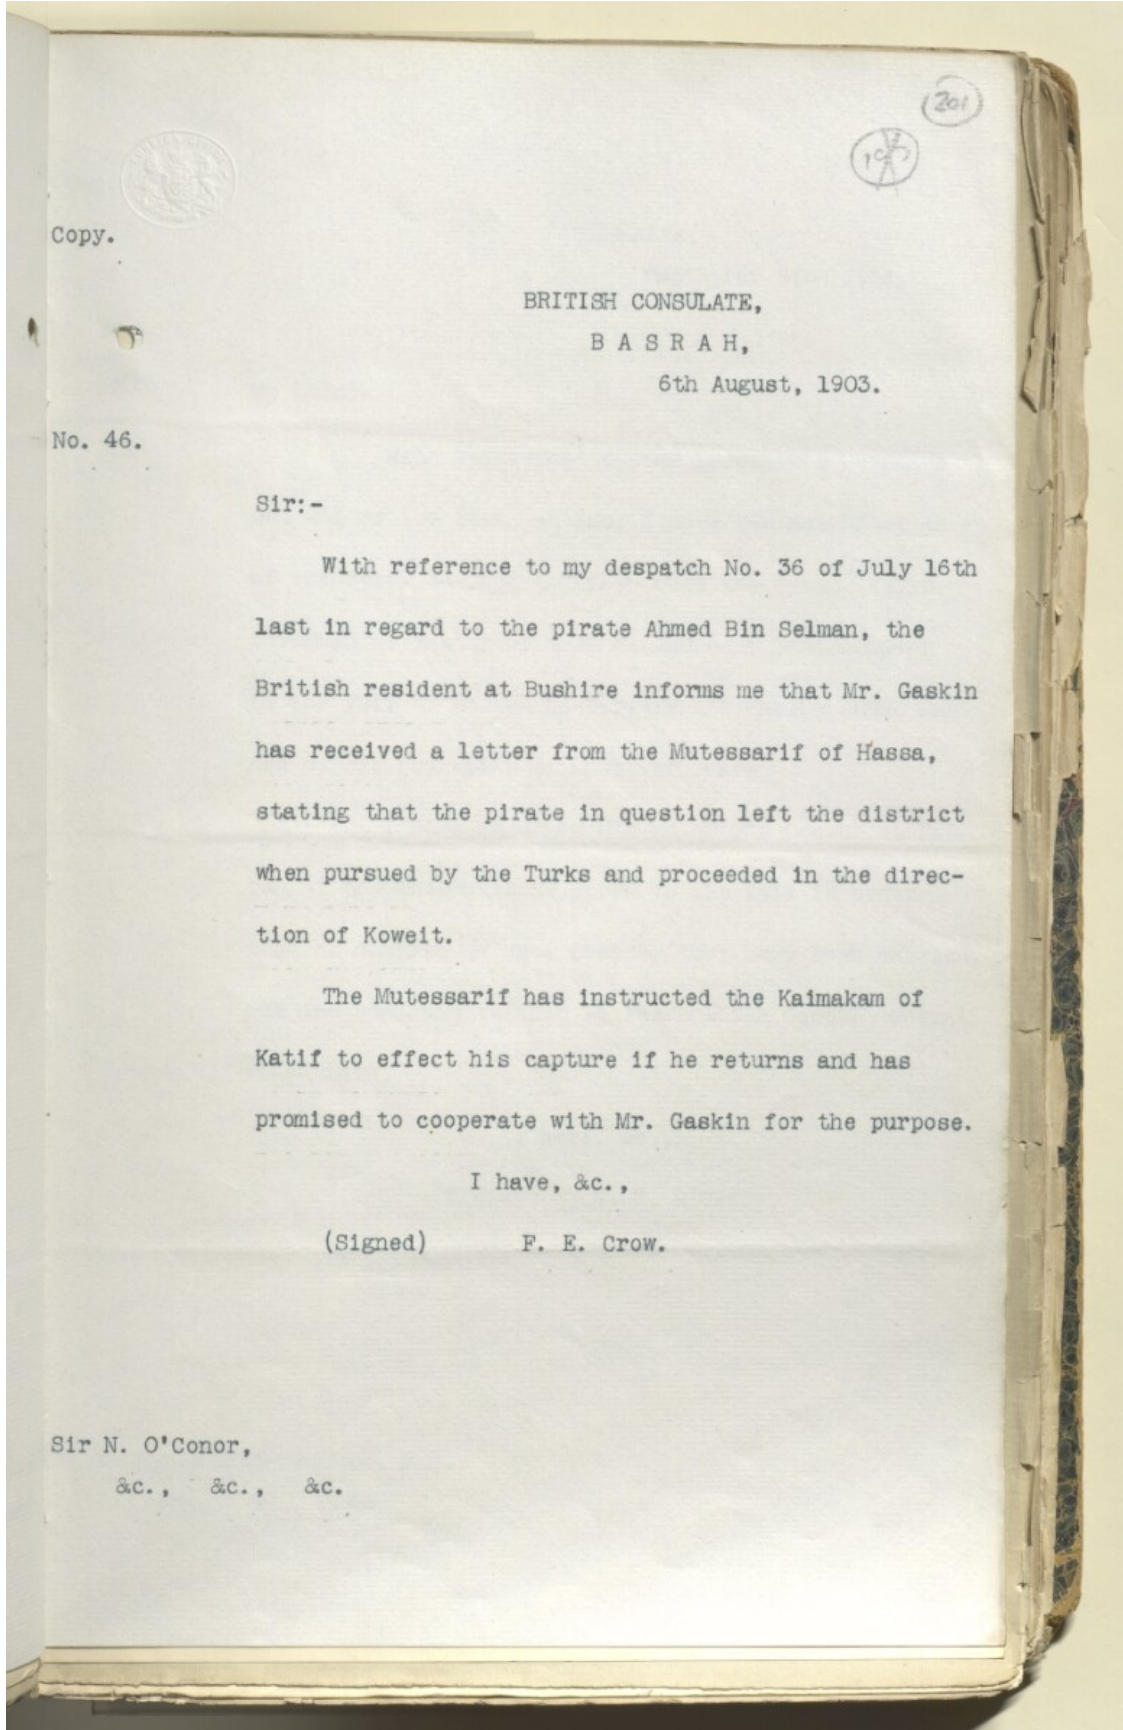 (201)
Copy.
BRITISH CONSULATE,
B A S R A H,
6th August, 1903.
No. 46.
Sir:-
With reference to my despatch No. 36 of July 16th
last in regard to the pirate Ahmed Bin Selman, the
British resident at Bushire informs me that Mr. Gaskin
has received a letter from the Mutessarif of Hassa,
stating that the pirate in question left the district
when pursued by the Turks and proceeded in the direc-
tion of Koweit.
The Mutessarif has instructed the Kaimakam of
Katif to effect his capture if he returns and has
promised to cooperate with Mr. Gaskin for the purpose.
I have, &c.,
(Signed) F. E. Crow.
Sir N. O'Conor,
&c., &c., &c.